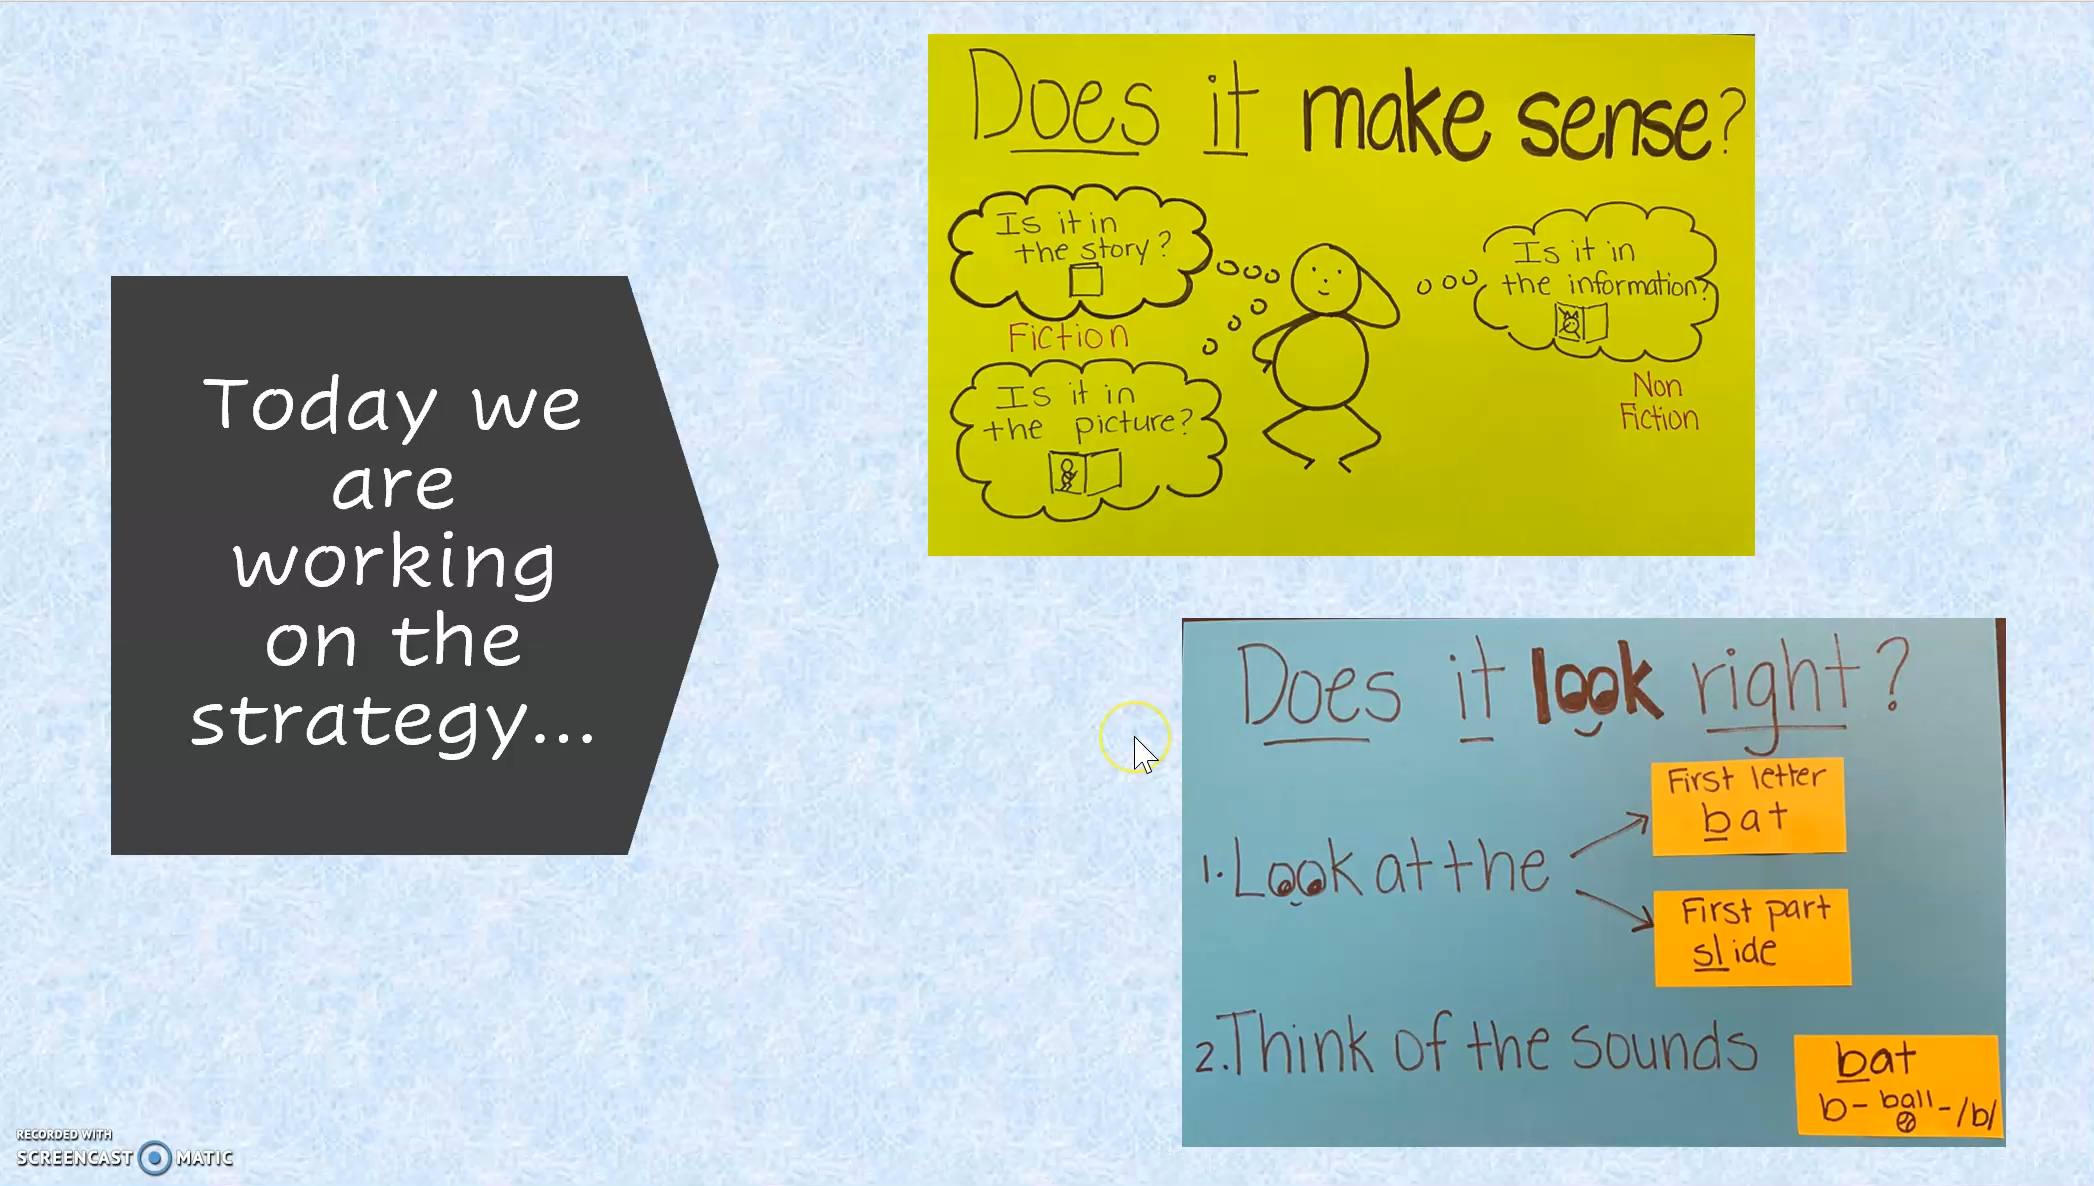 Today we
are
working
on the
strategy...
Does it make sense?
Is it in
the story?
Fiction
Is it in
the picture?
Is it in
the information?
Non
Fiction
Does it look right?
1. Look at the
First letter
bat
First part
slide
2. Think of the sounds
bat
b- ball -/b/
RECORDED WITH
SCREENCAST MATIC